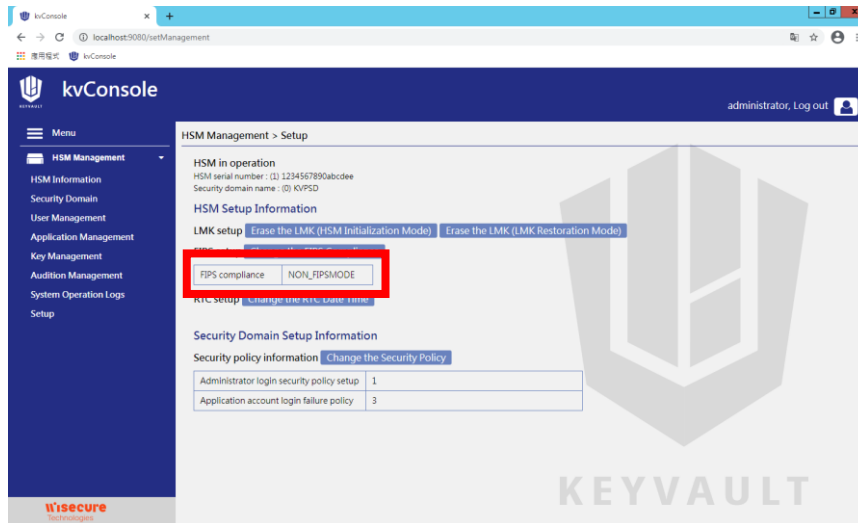 kvConsole
localhost:9080/setManagement
應用程式 kvConsole
KEYVAULT
kvConsole
administrator, Log out
Menu
HSM Management
HSM Information
Security Domain
User Management
Application Management
Key Management
Audition Management
System Operation Logs
Setup
HSM Management > Setup
HSM in operation
HSM serial number : (1) 1234567890abcdee
Security domain name : (0) KVPSD
HSM Setup Information
LMK setup Erase the LMK (HSM Initialization Mode) Erase the LMK (LMK Restoration Mode)
FIPS compliance NON_FIPSMODE
RTC setup Change the RTC Date Time
Security Domain Setup Information
Security policy information Change the Security Policy
Administrator login security policy setup 1
Application account login failure policy 3
KEYVAULT
Wisecure
Technologies